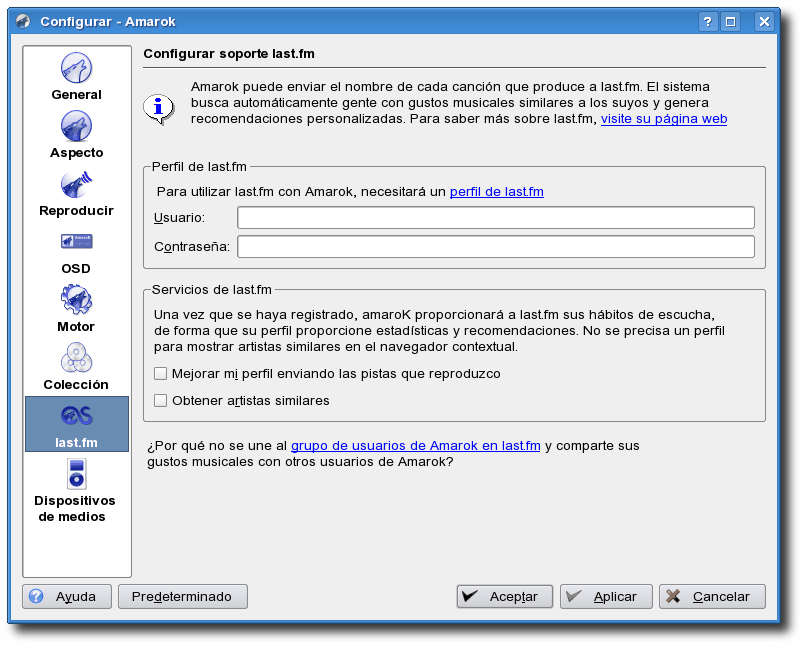 Configurar - Amarok
General
Aspecto
Reproducir
OSD
Motor
Colección
last.fm
Dispositivos
de medios
Configurar soporte last.fm
Amarok puede enviar el nombre de cada canción que produce a last.fm. El sistema
busca automáticamente gente con gustos musicales similares a los suyos y genera
recomendaciones personalizadas. Para saber más sobre last.fm, visite su página web
Perfil de last.fm
Para utilizar last.fm con Amarok, necesitará un perfil de last.fm
Usuario:
Contraseña:
Servicios de last.fm
Una vez que se haya registrado, amaroK proporcionará a last.fm sus hábitos de escucha,
de forma que su perfil proporcione estadísticas y recomendaciones. No se precisa un perfil
para mostrar artistas similares en el navegador contextual.
Mejorar mi perfil enviando las pistas que reproduzco
Obtener artistas similares
¿Por qué no se une al grupo de usuarios de Amarok en last.fm y comparte sus
gustos musicales con otros usuarios de Amarok?
Ayuda
Predeterminado
Aceptar
Aplicar
Cancelar